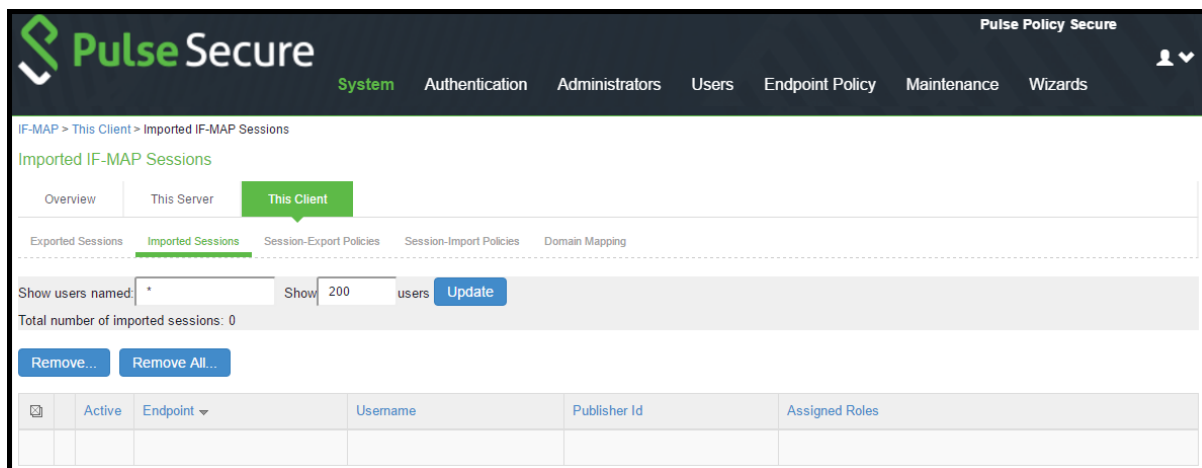 Pulse Policy Secure
Pulse Secure
System Authentication Administrators Users Endpoint Policy Maintenance Wizards
IF-MAP > This Client > Imported IF-MAP Sessions
Imported IF-MAP Sessions
Overview This Server This Client
Exported Sessions Imported Sessions Session-Export Policies Session-Import Policies Domain Mapping
Show users named: * Show 200 users Update
Total number of imported sessions: 0
Remove... Remove All...
Active Endpoint Username Publisher Id Assigned Roles